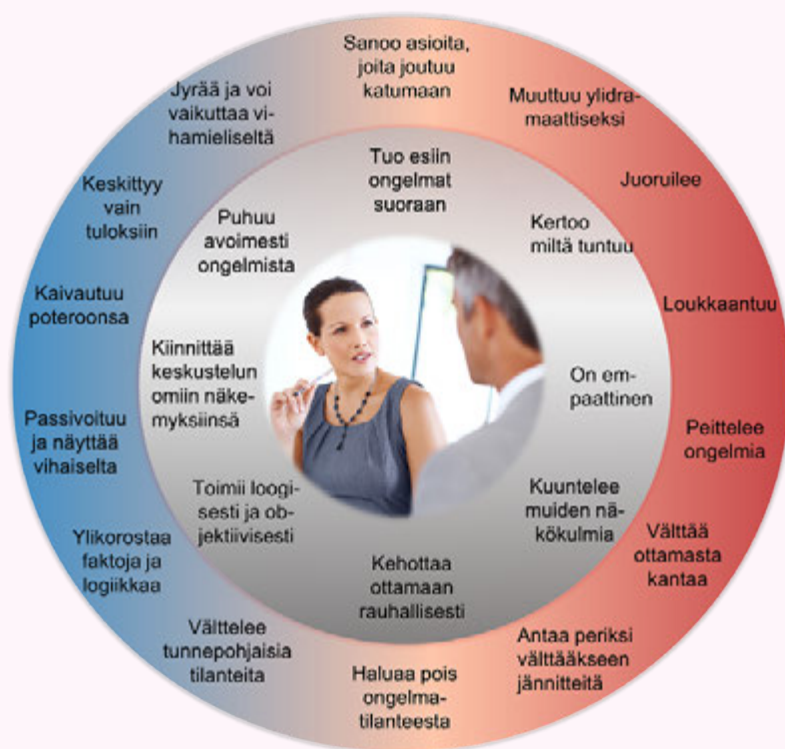 Sanoo asioita,
joita joutuu
katumaan
Muuttuu ylidra-
maattiseksi
Juoruilee
Loukkaantuu
Peittelee
ongelmia
Välttää
ottamasta
kantaa
Antaa periksi
välttääkseen
jännitteitä
Haluaa pois
ongelma-
tilanteesta
Välttelee
tunnepohjaisia
tilanteita
Ylikorostaa
faktoja ja
logiikkaa
Passivoituu
ja näyttää
vihaiselta
Kaivautuu
poteroonsa
Keskittyy
vain
tuloksiin
Jyrää ja voi
vaikuttaa vi-
hamieliseltä
Tuo esiin
ongelmat
suoraan
Kertoo
miltä tuntuu
On em-
paattinen
Kuuntelee
muiden nä-
kökulmia
Kehottaa
ottamaan
rauhallisesti
Toimii loogi-
sesti ja ob-
jektiivisesti
Kiinnittää
keskustelun
omiin näke-
myksiinsä
Puhuu
avoimesti
ongelmista